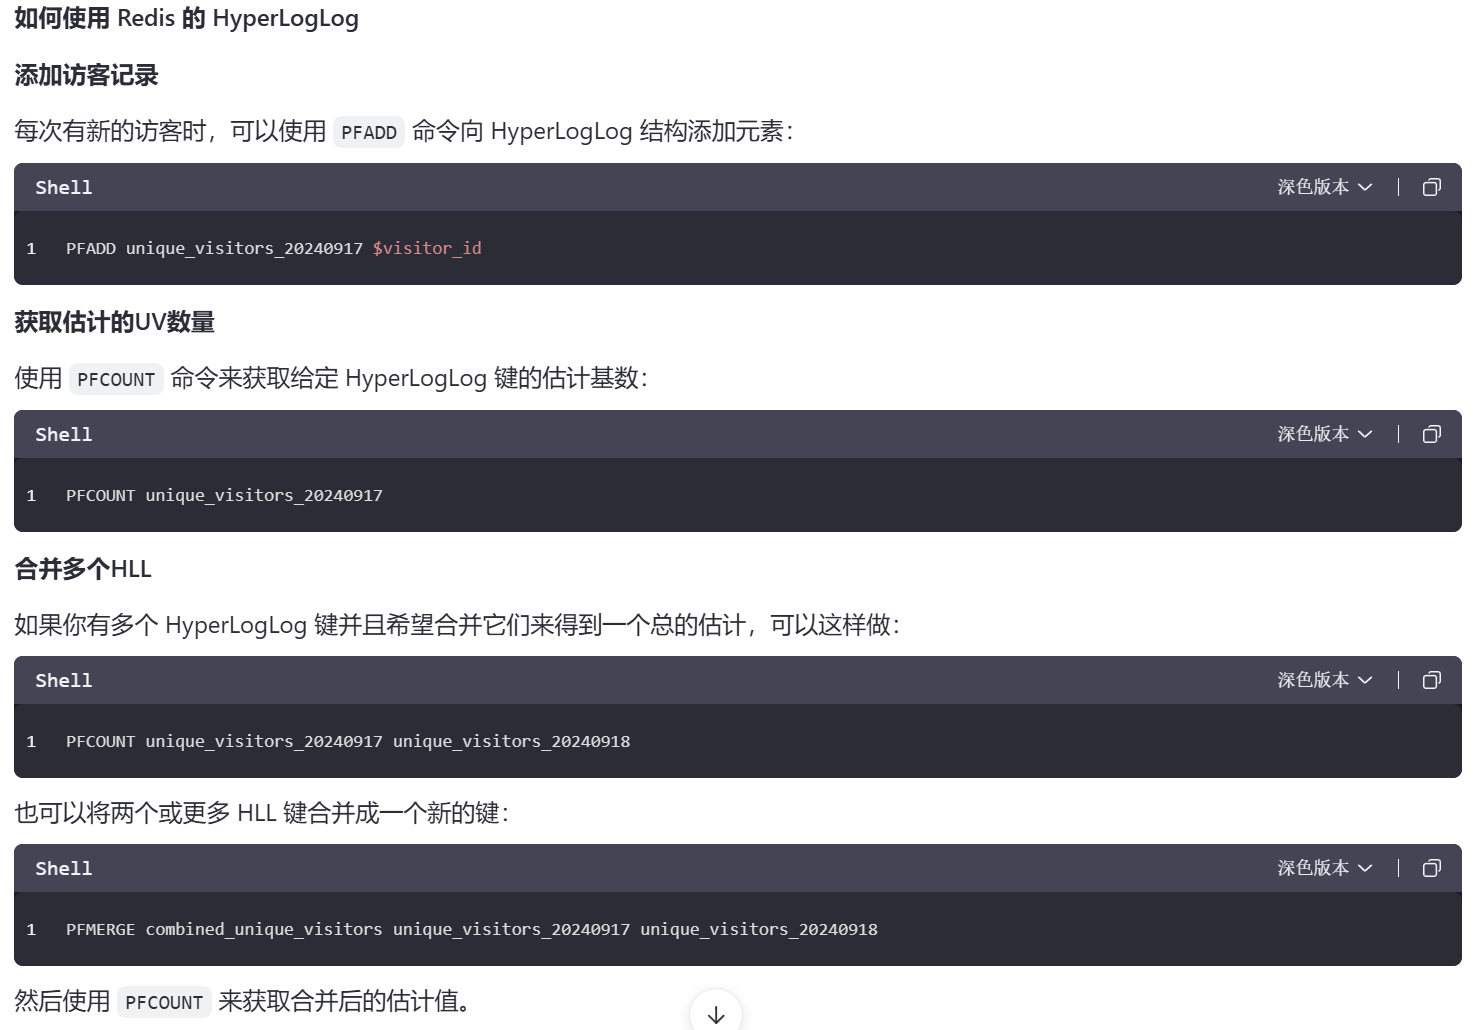 如何使用 Redis 的 HyperLogLog
添加访客记录
每次有新的访客时，可以使用 PFADD 命令向 HyperLogLog 结构添加元素：
Shell 深色版本
1 PFADD unique_visitors_20240917 $visitor_id
获取估计的UV数量
使用 PFCOUNT 命令来获取给定 HyperLogLog 键的估计基数：
Shell 深色版本
1 PFCOUNT unique_visitors_20240917
合并多个HLL
如果你有多个 HyperLogLog 键并且希望合并它们来得到一个总的估计，可以这样做：
Shell 深色版本
1 PFCOUNT unique_visitors_20240917 unique_visitors_20240918
也可以将两个或更多 HLL 键合并成一个新的键：
Shell 深色版本
1 PFMERGE combined_unique_visitors unique_visitors_20240917 unique_visitors_20240918
然后使用 PFCOUNT 来获取合并后的估计值。